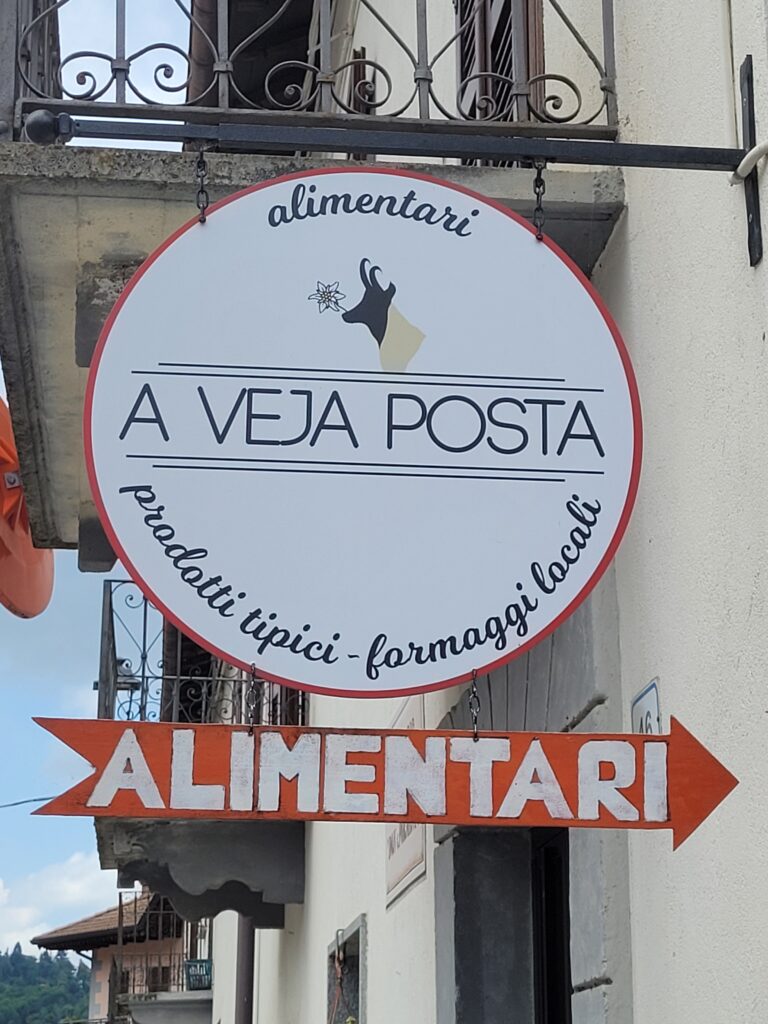 alimentari
A VEJA POSTA
prodotti tipici - formaggi locali
ALIMENTARI